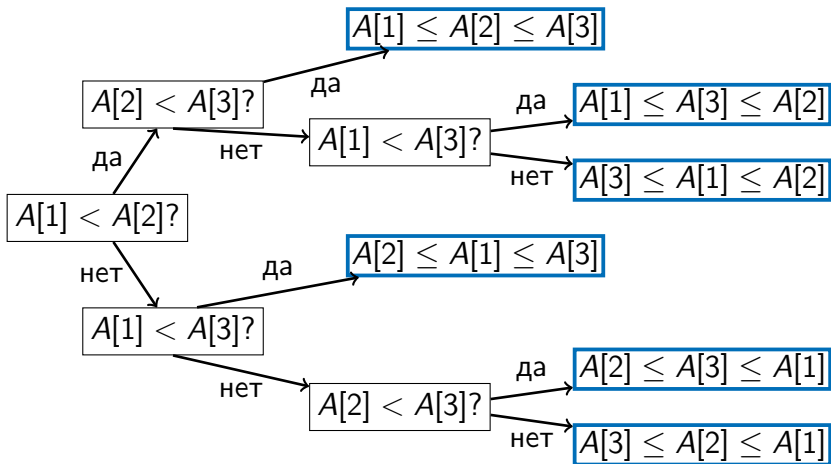 A[1] ≤ A[2] ≤ A[3]
да
A[2] < A[3]?
да
A[1] ≤ A[3] ≤ A[2]
нет
A[1] < A[3]?
да
нет
A[3] ≤ A[1] ≤ A[2]
A[1] < A[2]?
A[2] ≤ A[1] ≤ A[3]
да
нет
A[1] < A[3]?
да
A[2] ≤ A[3] ≤ A[1]
нет
A[2] < A[3]?
нет
A[3] ≤ A[2] ≤ A[1]